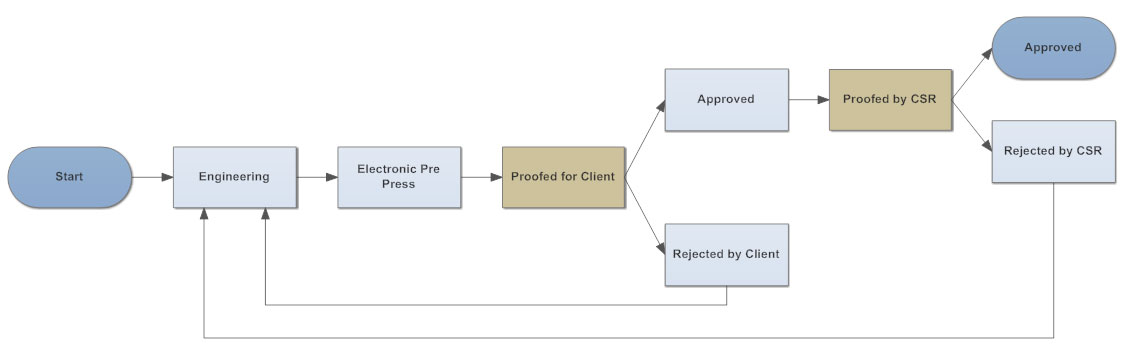 Start
Engineering
Electronic Pre
Press
Proofed for Client
Approved
Rejected by Client
Proofed by CSR
Approved
Rejected by CSR